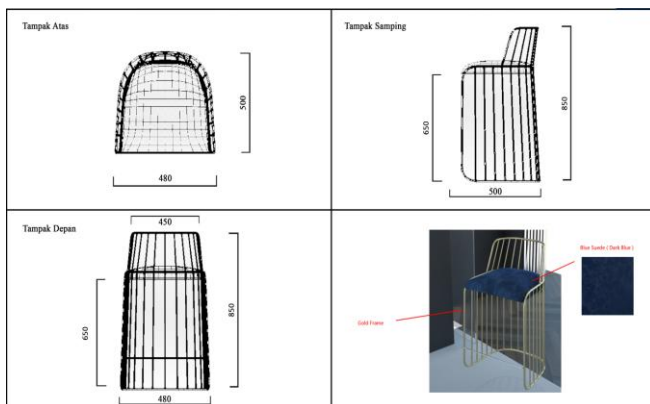 Tampak Atas
500
480
Tampak Samping
650
850
500
Tampak Depan
450
650
850
480
Blue Suede ( Dark Blue )
Gold Frame